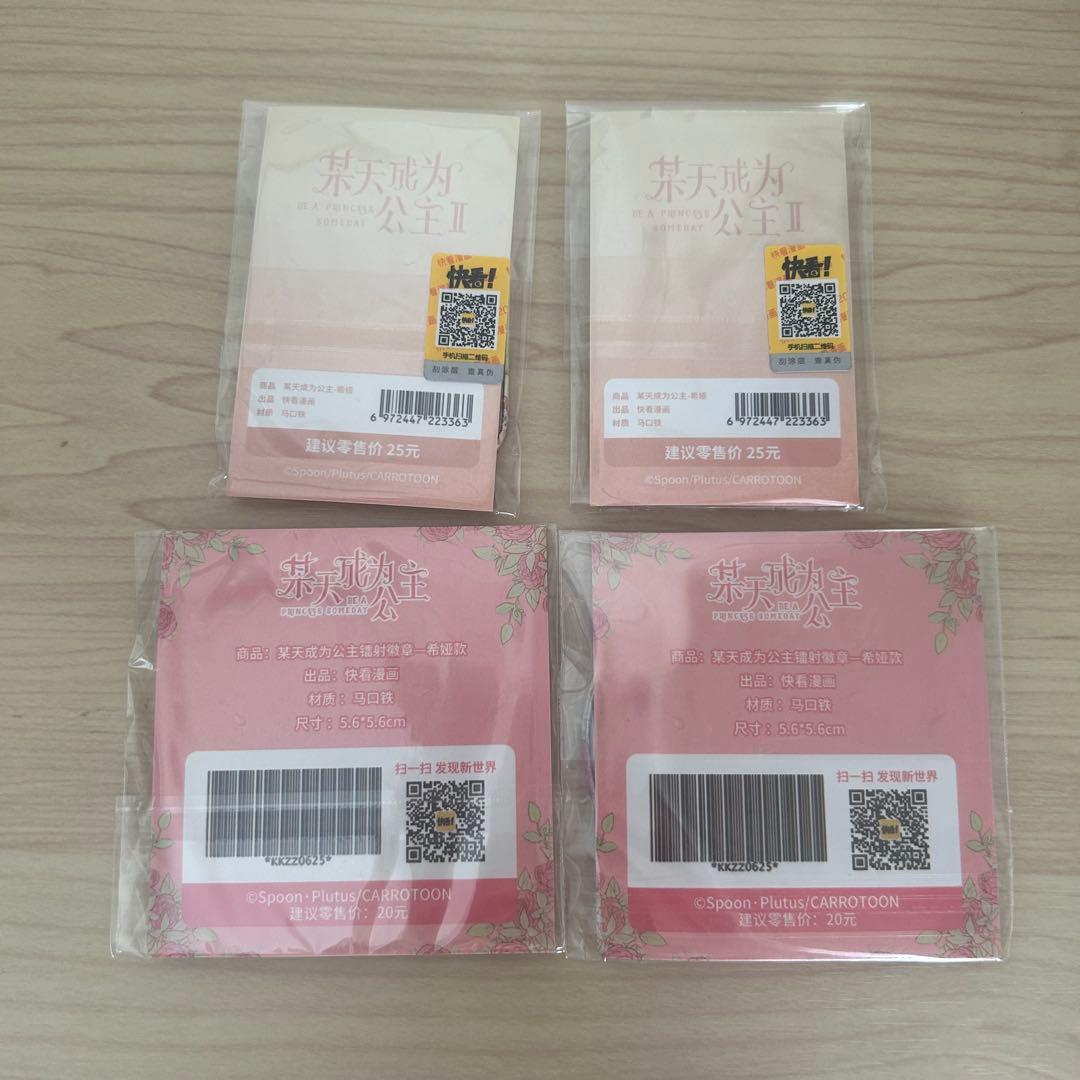 某天成为
BE A PRINCESS
公主 II
SOMEDAY
快看!
手机扫描二维码
刮涂层 查真伪
商品 某天成为公主-希娅
出品 快看漫画
材质 马口铁
6 972447 223363
建议零售价 25元
©Spoon/Plutus/CARROTOON
某天成为
BE A PRINCESS
公主 II
SOMEDAY
快看!
手机扫描二维码
刮涂层 查真伪
商品 某天成为公主-希娅
出品 快看漫画
材质 马口铁
6 972447 223363
建议零售价 25元
©Spoon/Plutus/CARROTOON
某天成为公主
BE A
PRINCESS SOMEDAY
商品：某天成为公主镭射徽章—希娅款
出品：快看漫画
材质：马口铁
尺寸：5.6*5.6cm
扫一扫 发现新世界
快看!
*KKZZ0625*
©Spoon·Plutus/CARROTOON
建议零售价：20元
某天成为公主
BE A
PRINCESS SOMEDAY
商品：某天成为公主镭射徽章—希娅款
出品：快看漫画
材质：马口铁
尺寸：5.6*5.6cm
扫一扫 发现新世界
快看!
*KKZZ0625*
©Spoon·Plutus/CARROTOON
建议零售价：20元